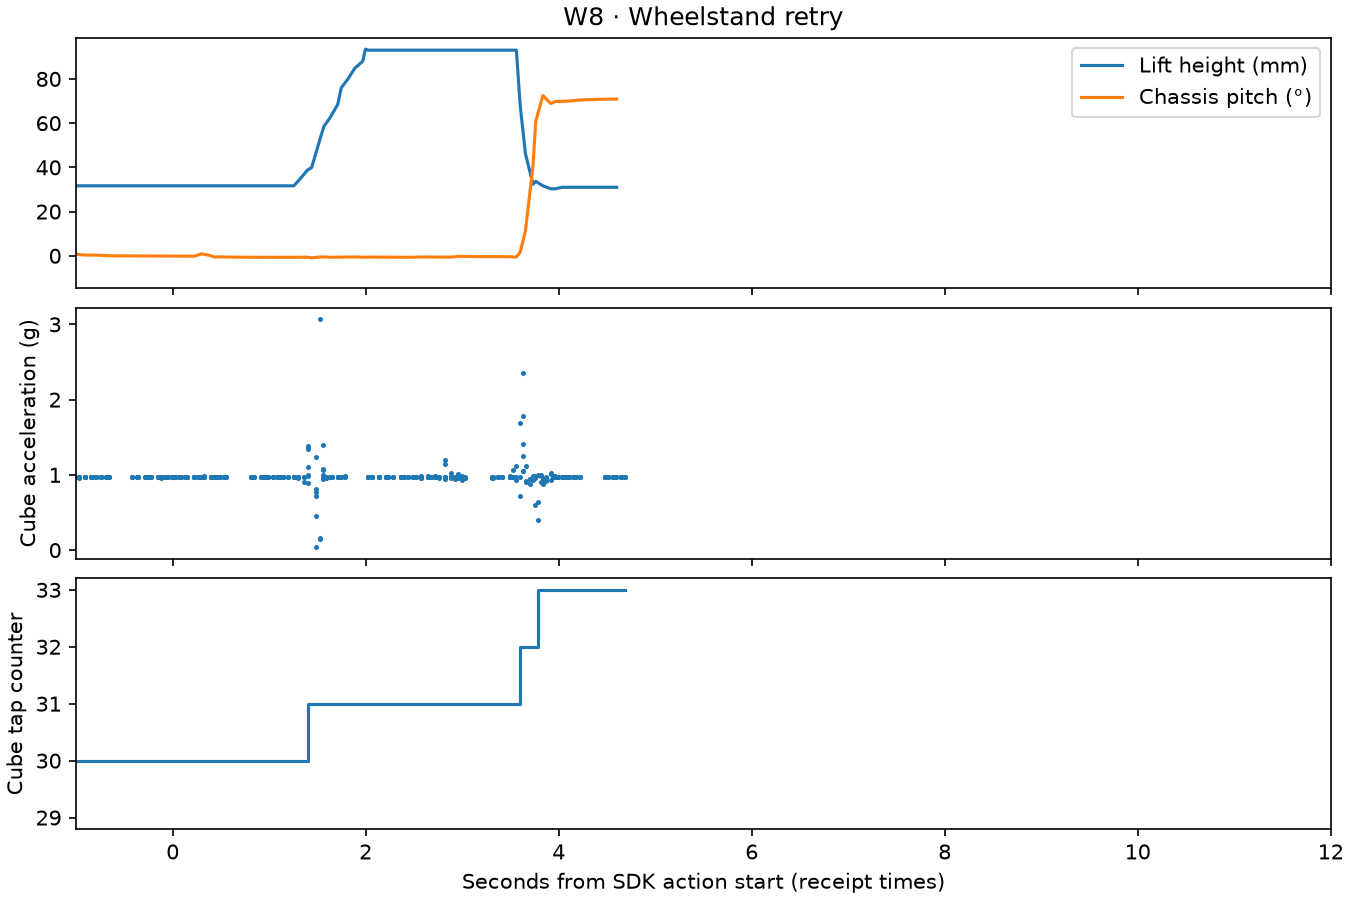 W8 · Wheelstand retry
Lift height (mm)
Chassis pitch (°)
80
60
40
20
0
Cube acceleration (g)
3
2
1
0
Cube tap counter
33
32
31
30
29
0 2 4 6 8 10 12
Seconds from SDK action start (receipt times)